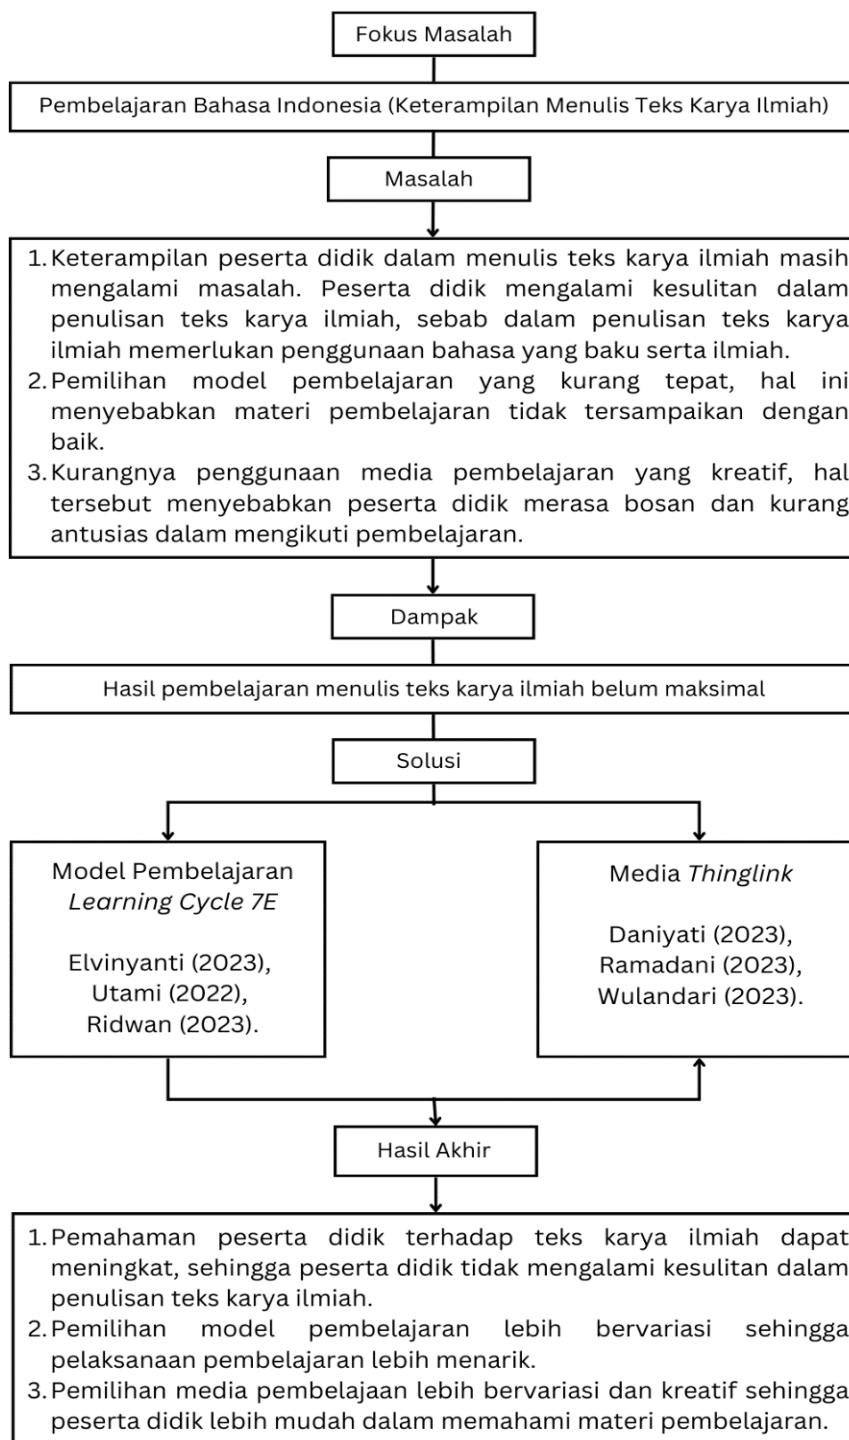 Fokus Masalah
Pembelajaran Bahasa Indonesia (Keterampilan Menulis Teks Karya Ilmiah)
Masalah
1. Keterampilan peserta didik dalam menulis teks karya ilmiah masih
mengalami masalah. Peserta didik mengalami kesulitan dalam
penulisan teks karya ilmiah, sebab dalam penulisan teks karya
ilmiah memerlukan penggunaan bahasa yang baku serta ilmiah.
2. Pemilihan model pembelajaran yang kurang tepat, hal ini
menyebabkan materi pembelajaran tidak tersampaikan dengan
baik.
3. Kurangnya penggunaan media pembelajaran yang kreatif, hal
tersebut menyebabkan peserta didik merasa bosan dan kurang
antusias dalam mengikuti pembelajaran.
Dampak
Hasil pembelajaran menulis teks karya ilmiah belum maksimal
Solusi
Model Pembelajaran
Learning Cycle 7E
Elvinyanti (2023),
Utami (2022),
Ridwan (2023).
Media Thinglink
Daniyati (2023),
Ramadani (2023),
Wulandari (2023).
Hasil Akhir
1. Pemahaman peserta didik terhadap teks karya ilmiah dapat
meningkat, sehingga peserta didik tidak mengalami kesulitan dalam
penulisan teks karya ilmiah.
2. Pemilihan model pembelajaran lebih bervariasi sehingga
pelaksanaan pembelajaran lebih menarik.
3. Pemilihan media pembelajaan lebih bervariasi dan kreatif sehingga
peserta didik lebih mudah dalam memahami materi pembelajaran.